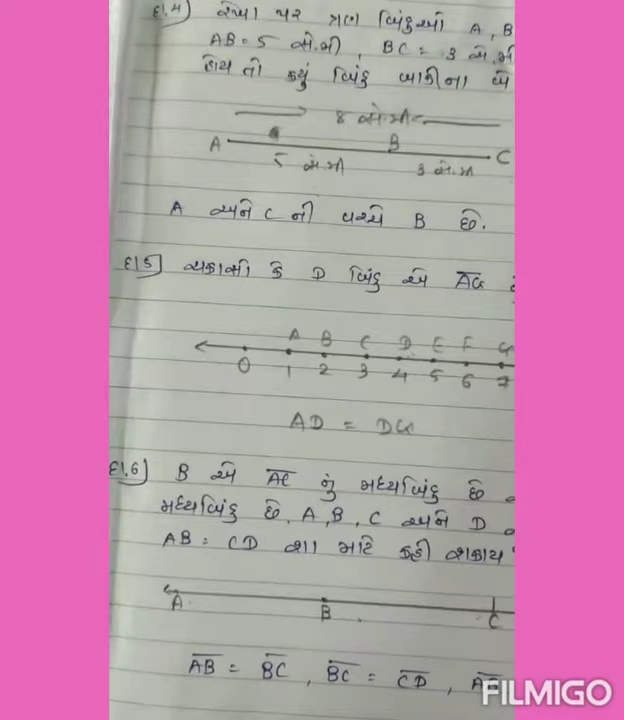 દા.4) રેખા પર ત્રણ બિંદુઓ A, B
AB = 5 સે.મી, BC = 3 સે.મી
હોય તો કયું બિંદુ બાકીના બે
8 સે.મી
A B C
5 સે.મી 3 સે.મી
A અને C ની વચ્ચે B છે.
દા5) ચકાસો કે D બિંદુ એ AG
A B C D E F G
0 1 2 3 4 5 6 7
AD = DG
દા.6) B એ AC નું મધ્યબિંદુ છે
મધ્યબિંદુ છે. A, B, C અને D
AB = CD શા માટે કહી શકાય
A B C
AB = BC, BC = CD,
FILMIGO